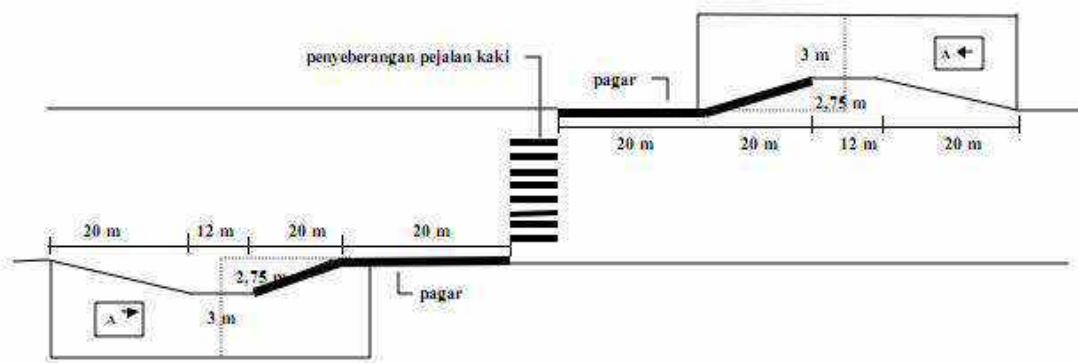 penyeberangan pejalan kaki
3 m
A
pagar
2,75 m
20 m 20 m 12 m 20 m
20 m 12 m 20 m 20 m
2,75 m
pagar
A
3 m